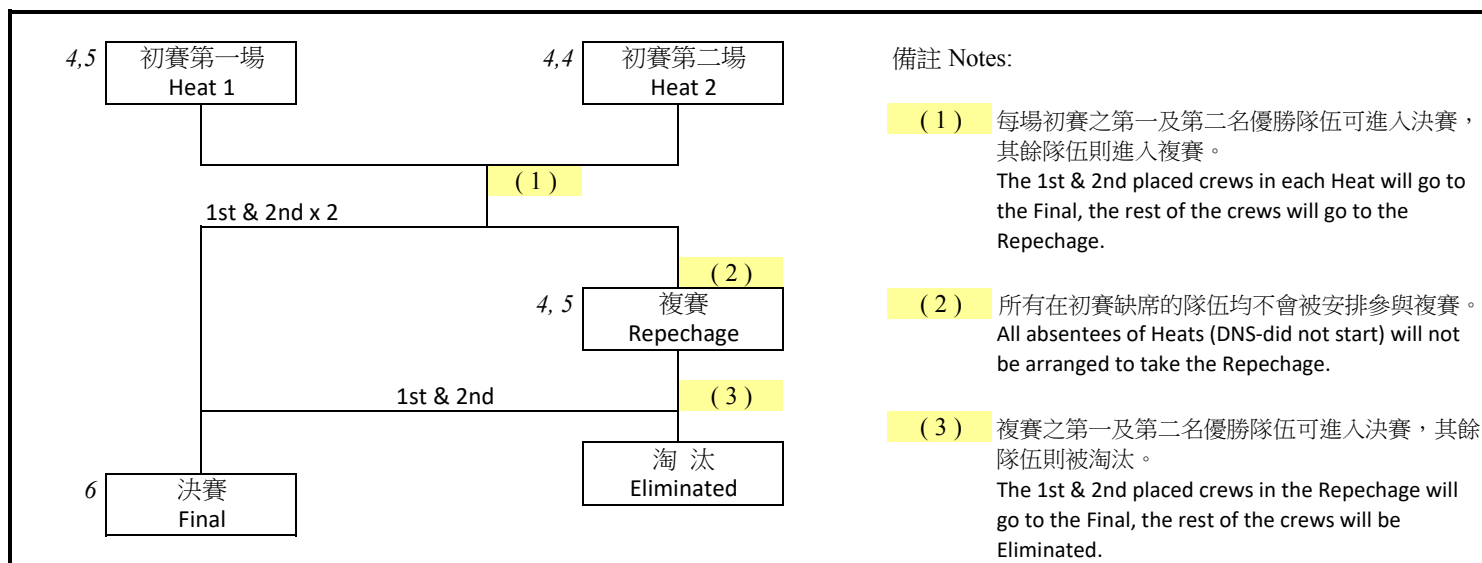 4,5
初賽第一場
Heat 1
4,4
初賽第二場
Heat 2
( 1 )
1st & 2nd x 2
( 2 )
4, 5
複賽
Repechage
1st & 2nd
( 3 )
淘 汰
Eliminated
6
決賽
Final
備註 Notes:
( 1 ) 每場初賽之第一及第二名優勝隊伍可進入決賽，
其餘隊伍則進入複賽。
The 1st & 2nd placed crews in each Heat will go to
the Final, the rest of the crews will go to the
Repechage.
( 2 ) 所有在初賽缺席的隊伍均不會被安排參與複賽。
All absentees of Heats (DNS-did not start) will not
be arranged to take the Repechage.
( 3 ) 複賽之第一及第二名優勝隊伍可進入決賽，其餘
隊伍則被淘汰。
The 1st & 2nd placed crews in the Repechage will
go to the Final, the rest of the crews will be
Eliminated.